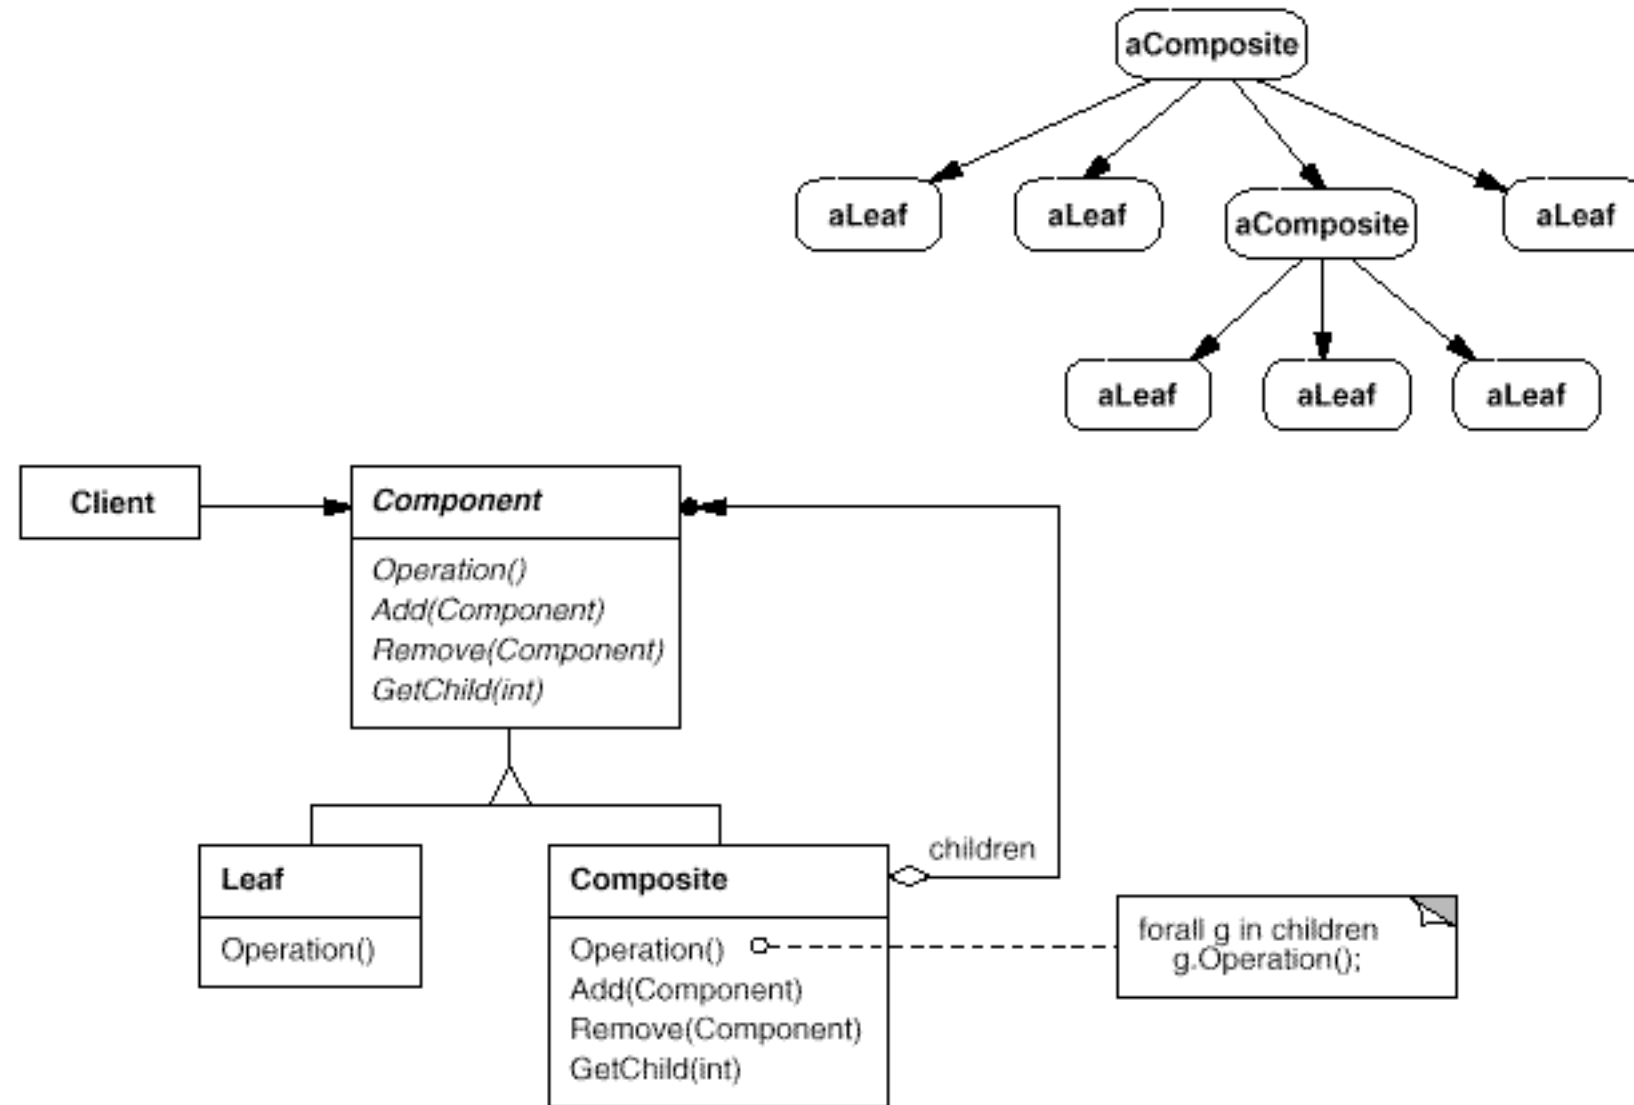 aComposite
aLeaf
aLeaf
aComposite
aLeaf
aLeaf
aLeaf
aLeaf
Client
Component
Operation()
Add(Component)
Remove(Component)
GetChild(int)
children
Leaf
Operation()
Composite
Operation()
Add(Component)
Remove(Component)
GetChild(int)
forall g in children
g.Operation();